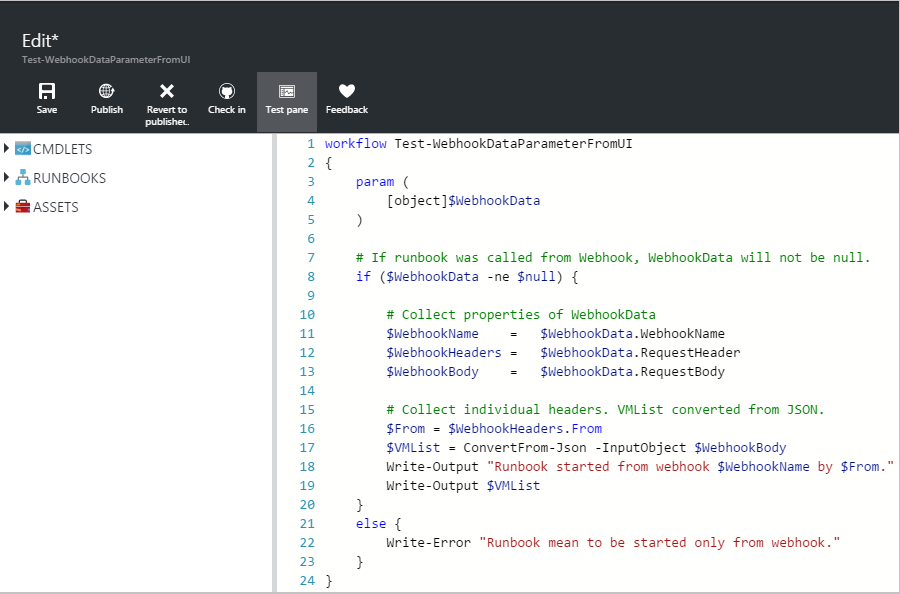 Edit*
Test-WebhookDataParameterFromUI
Save
Publish
Revert to
publishec..
Check in
Test pane
Feedback
CMDLETS
RUNBOOKS
ASSETS
1 workflow Test-WebhookDataParameterFromUI
2 {
3     param (
4         [object]$WebhookData
5     )
6
7     # If runbook was called from Webhook, WebhookData will not be null.
8     if ($WebhookData -ne $null) {
9
10         # Collect properties of WebhookData
11         $WebhookName    =   $WebhookData.WebhookName
12         $WebhookHeaders =   $WebhookData.RequestHeader
13         $WebhookBody    =   $WebhookData.RequestBody
14
15         # Collect individual headers. VMList converted from JSON.
16         $From = $WebhookHeaders.From
17         $VMList = ConvertFrom-Json -InputObject $WebhookBody
18         Write-Output "Runbook started from webhook $WebhookName by $From."
19         Write-Output $VMList
20     }
21     else {
22         Write-Error "Runbook mean to be started only from webhook."
23     }
24 }